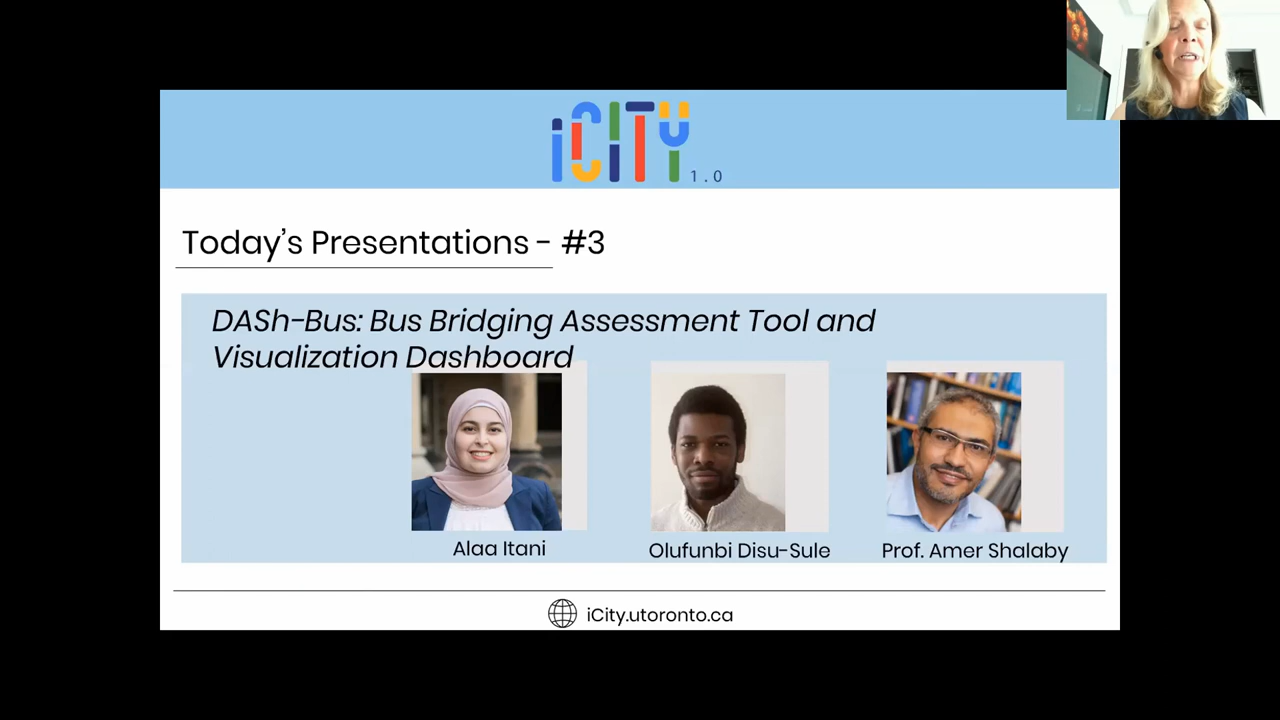 iCITY
1.0
Today's Presentations - #3
DASh-Bus: Bus Bridging Assessment Tool and
Visualization Dashboard
Alaa Itani
Olufunbi Disu-Sule
Prof. Amer Shalaby
iCity.utoronto.ca